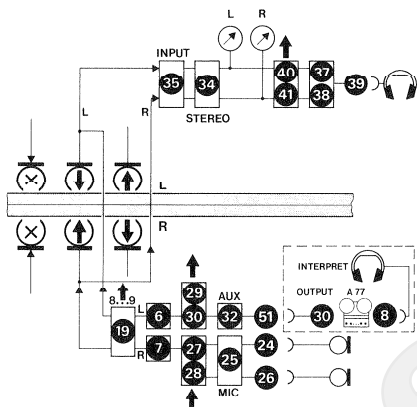 L R
INPUT
35 34 40 37
41 38 39
STEREO
L
R
L
R
INTERPRET
8...9 29 AUX OUTPUT A 77
19 L 6 30 32 51 30 8
R 7 27 25 24
28 26
MIC